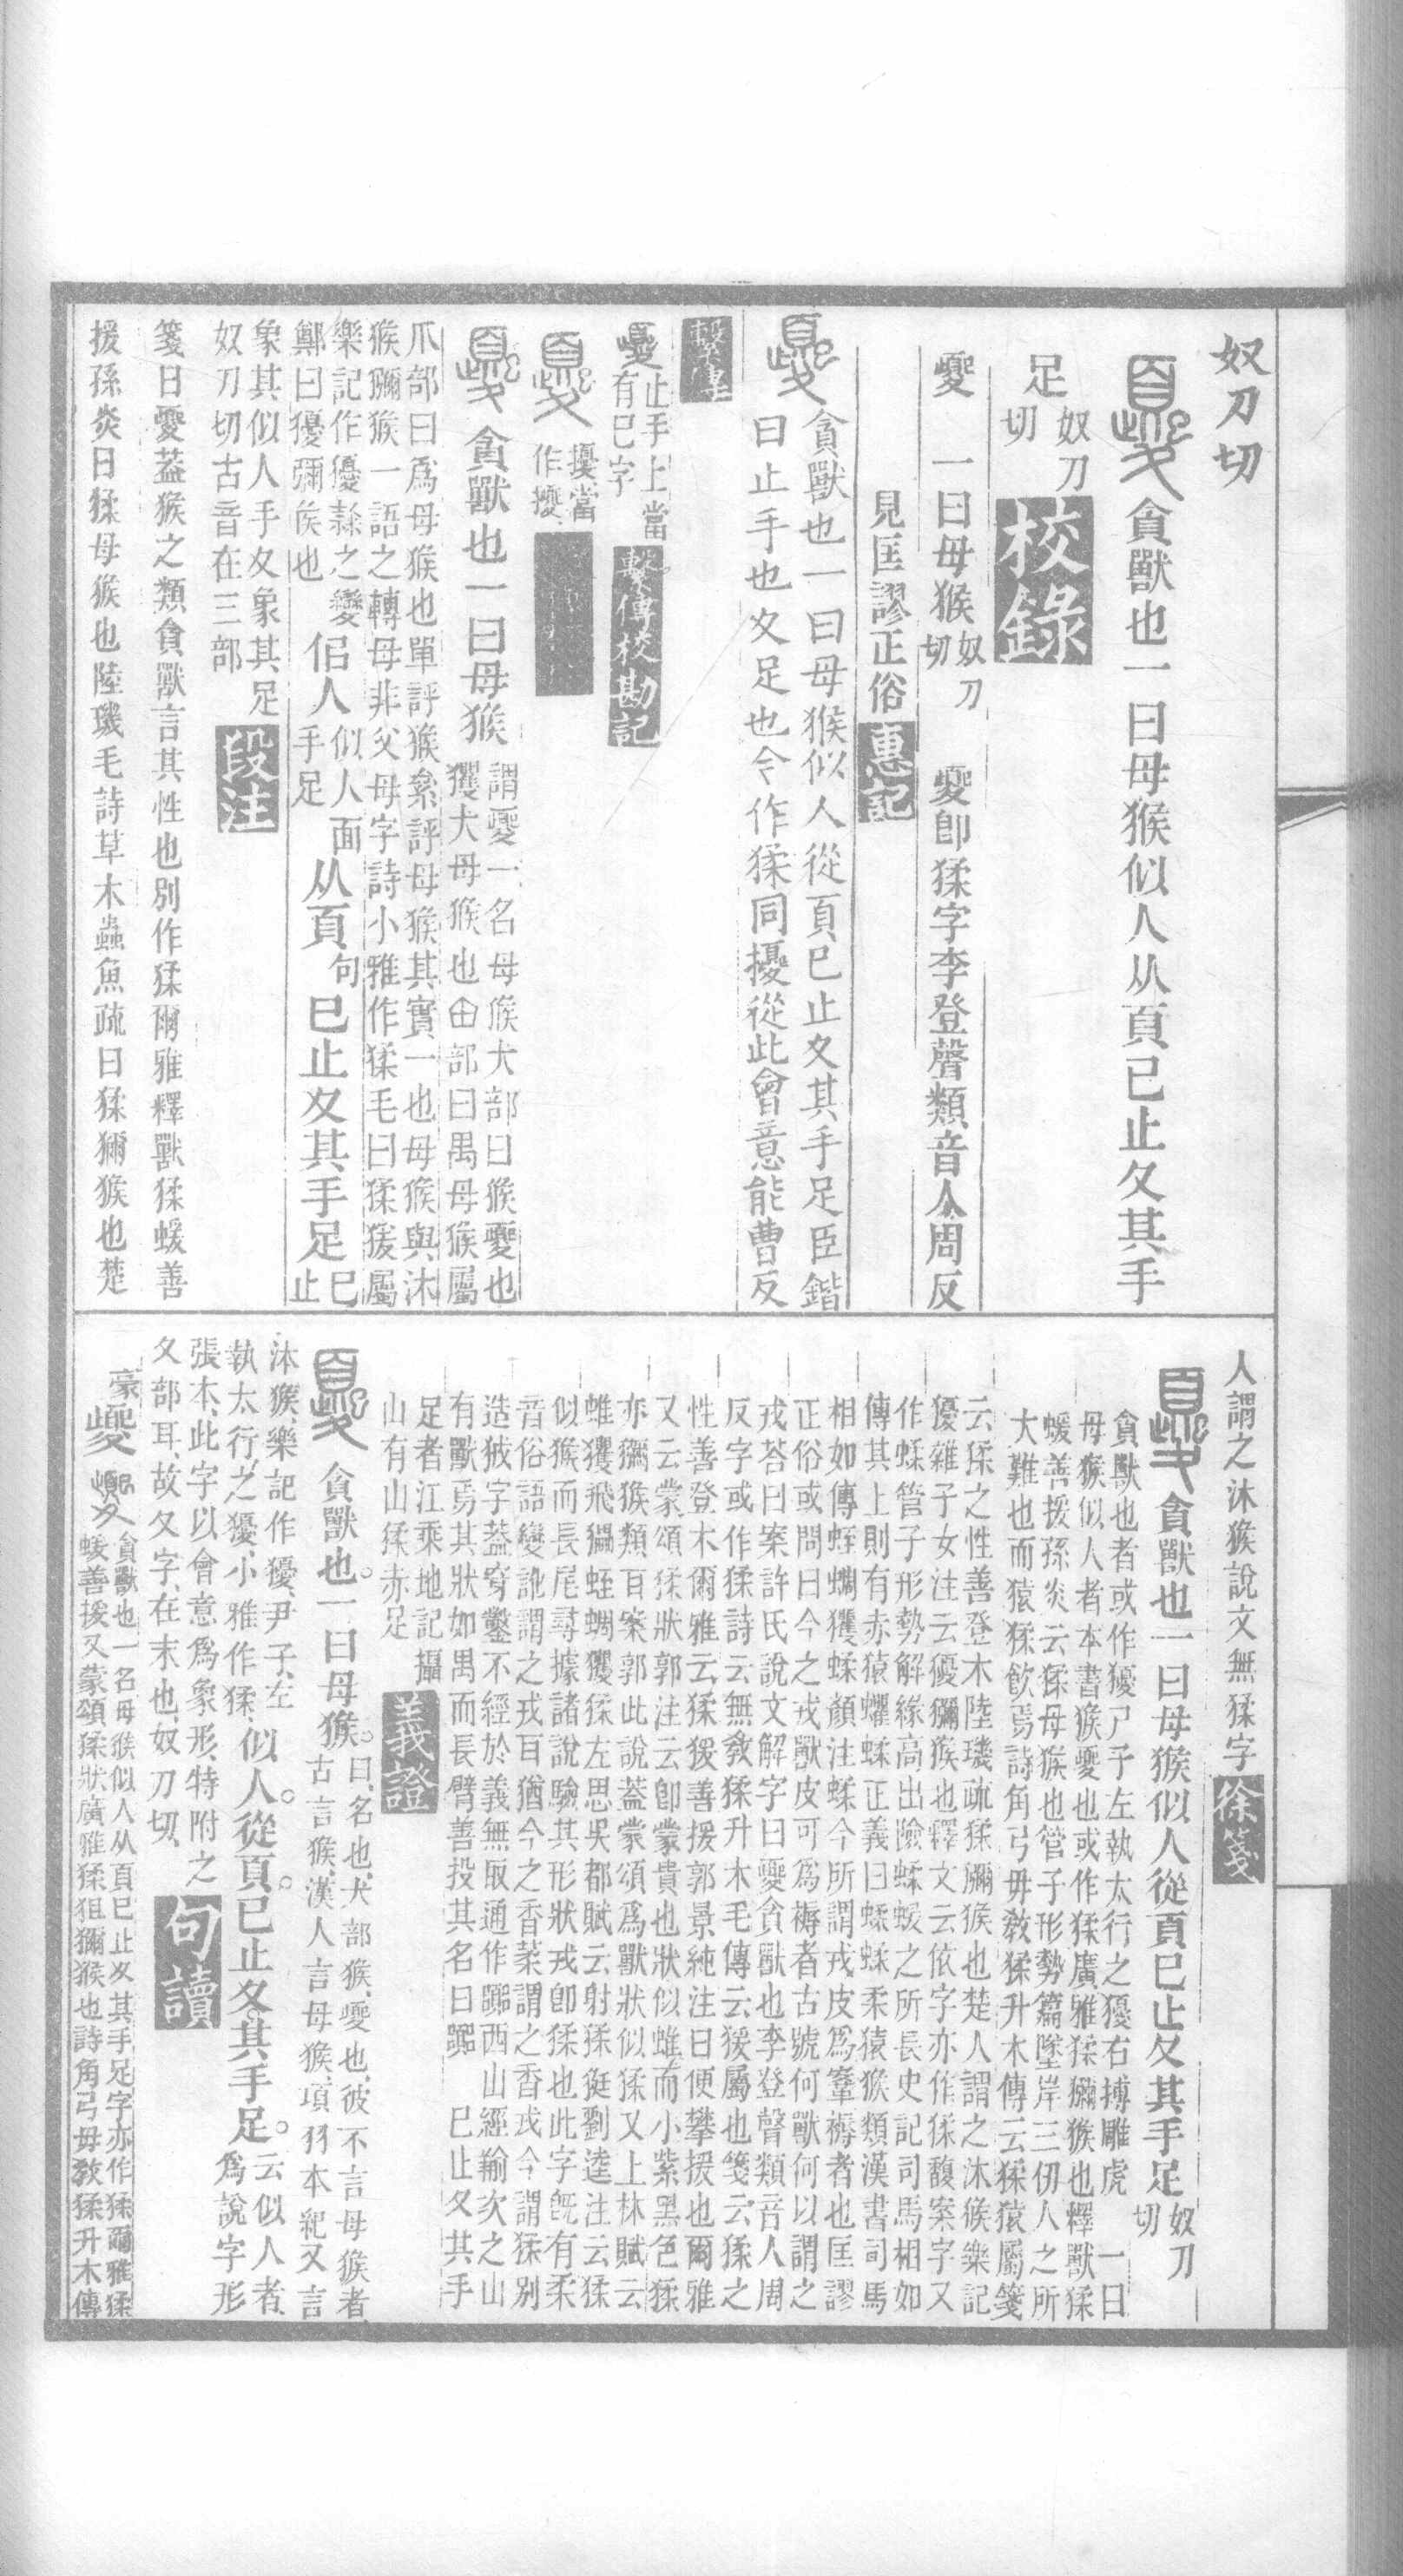 奴刀切
夒貪獸也一曰母猴似人从頁已止夊其手
足奴刀切 校錄
夒一曰母猴奴刀切 夒卽猱字李登聲類音人周反
見匡謬正俗 惠記
夒貪獸也一曰母猴似人從頁已止夊其手足臣鍇
曰止手也夊足也今作猱同擾從此會意能曹反
繫傳
夒止手上當有已字 繫傳校勘記
夒擾當作㹛
夒貪獸也一曰母猴謂夒一名母猴犬部曰猴夒也
玃大母猴也甶部曰禺母猴屬
爪部曰爲母猴也單評猴絫評母猴其實一也母猴與沐
猴獼猴一語之轉母非父母字詩小雅作猱毛曰猱猨屬
樂記作獶隸之變鄭曰獶彌侯也佀人似人面手足从頁句巳止夊其手足巳止
象其似人手夊象其足
奴刀切古音在三部 段注
箋曰夒蓋猴之類貪獸言其性也別作猱爾雅釋獸猱蝯善
援孫炎曰猱母猴也陸璣毛詩草木蟲魚疏曰猱獼猴也楚
人謂之沐猴說文無猱字 徐箋
夒貪獸也一曰母猴似人從頁巳止夊其手足奴刀切
貪獸也者或作獶尸子左執太行之獶右搏雕虎 一曰
母猴似人者本書猴夒也或作猱廣雅猱獼猴也釋獸猱
蝯善援孫炎云猱母猴也管子形勢篇墜岸三仞人之所
大難也而猿猱飲焉詩角弓毋敎猱升木傳云猱猿屬箋
云猱之性善登木陸璣疏猱獼猴也楚人謂之沐猴樂記
獶雜子女注云獶獼猴也釋文云依字亦作猱馥案字又
作蝚管子形勢解緣高出險蝚蝯之所長史記司馬相如
傳其上則有赤猿蠷蝚正義曰蝚蝚柔猿猴類漢書司馬
相如傳蛭蜩玃蝚顏注蝚今所謂戎皮爲鞌褥者也匡謬
正俗或問曰今之戎獸皮可爲褥者古號何獸何以謂之
戎荅曰案許氏說文解字曰夒貪獸也李登聲類音人周
反字或作猱詩云無敎猱升木毛傳云猨屬也箋云猱之
性善登木爾雅云猱猨善援郭景純注曰便攀援也爾雅
又云蒙頌猱狀郭注云卽蒙貴也狀似蜼而小紫黑色猱
亦獼猴類百案郭此說蓋蒙頌爲獸狀似猱又上林賦云
蜼玃飛猵蛭蜩玃猱左思吳都賦云射猱㹶劉逵注云猱
似猴而長尾尋據諸說驗其形狀戎卽猱也此字旣有柔
音俗語變訛謂之戎耳猶今之香葇謂之香戎今謂猱別
造狨字蓋穿鑿不經於義無取通作𤡔西山經羭次之山
有獸焉其狀如禺而長臂善投其名曰𤡔 巳止夊其手
足者江乘地記攝
山有山猱赤足 義證
夒貪獸也。一曰母猴。曰、名也、犬部猴、夒也、彼不言母猴者、
古言猴、漢人言母猴、項羽本紀又言
沐猴、樂記作獶、尹子、左
執太行、之獶、小雅作猱、似人。從頁。巳止夊其手足。云似人者、爲說字形
張本、此字以會意爲象形、特附之
夊部耳、故夊字、在末也、奴刀切、 句讀
夒貪獸也一名母猴似人从頁巳止夊其手足字亦作猱爾雅猱
蝯善援又蒙頌猱狀廣雅猱狙獼猴也詩角弓毋敎猱升木傳